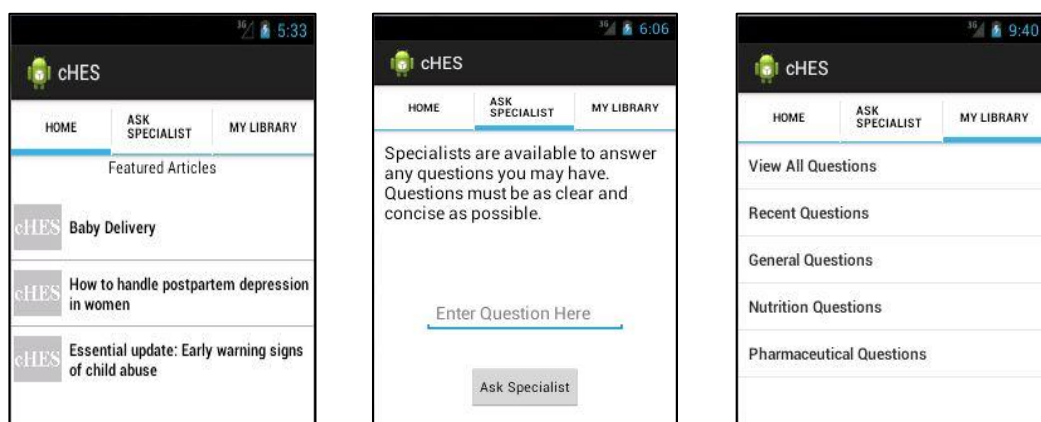 3G 5:33
cHES
HOME ASK SPECIALIST MY LIBRARY
Featured Articles
cHES Baby Delivery
cHES How to handle postpartem depression
in women
cHES Essential update: Early warning signs
of child abuse
3G 6:06
cHES
HOME ASK SPECIALIST MY LIBRARY
Specialists are available to answer
any questions you may have.
Questions must be as clear and
concise as possible.
Enter Question Here
Ask Specialist
3G 9:40
cHES
HOME ASK SPECIALIST MY LIBRARY
View All Questions
Recent Questions
General Questions
Nutrition Questions
Pharmaceutical Questions